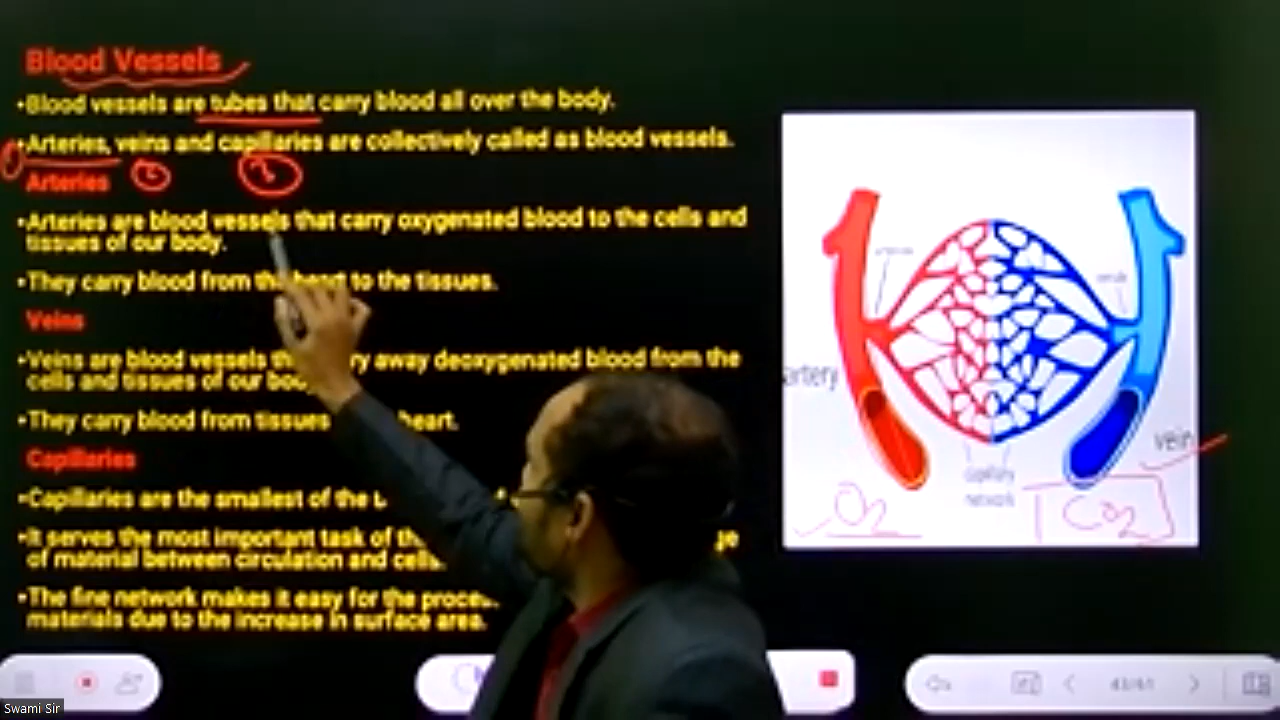 Blood Vessels
•Blood vessels are tubes that carry blood all over the body.
•Arteries, veins and capillaries are collectively called as blood vessels.
Arteries
•Arteries are blood vessels that carry oxygenated blood to the cells and
tissues of our body.
•They carry blood from the heart to the tissues.
Veins
•Veins are blood vessels away deoxygenated blood from the
cells and tissues of our
•They carry blood from tissues heart.
Capillaries
•Capillaries are the smallest of the
•It serves the most important task of
of material between circulation and cells.
•The fine network makes it easy for the
materials due to the increase in surface area.
artery
vein
capillary
network
O2
CO2
43/61
Swami Sir